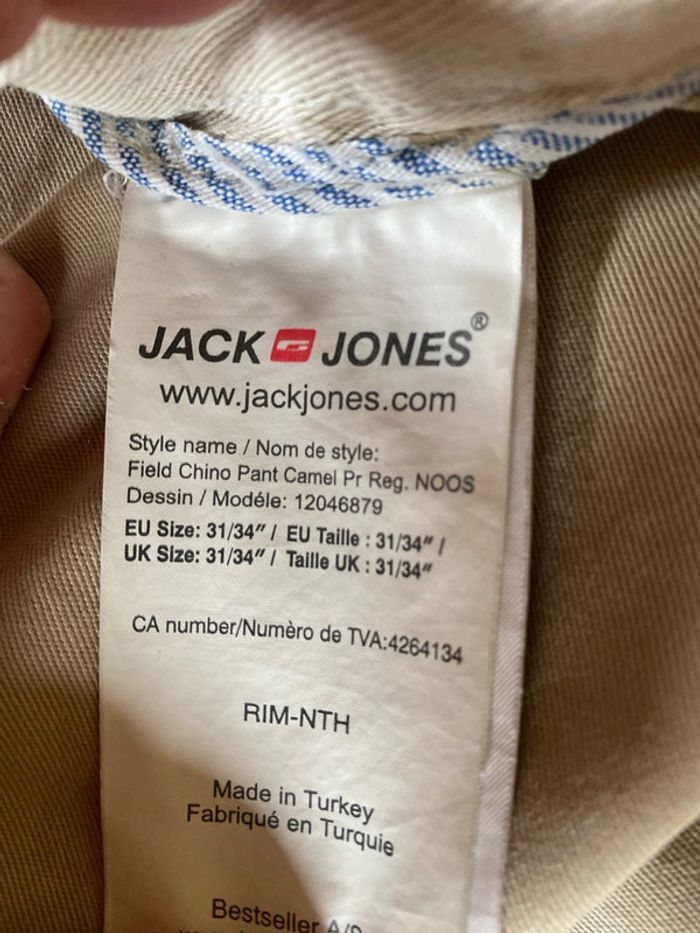 JACK JONES®
www.jackjones.com
Style name / Nom de style:
Field Chino Pant Camel Pr Reg. NOOS
Dessin / Modéle: 12046879
EU Size: 31/34" / EU Taille : 31/34" /
UK Size: 31/34" / Taille UK : 31/34"
CA number/Numèro de TVA:4264134
RIM-NTH
Made in Turkey
Fabriqué en Turquie
Bestseller A/S